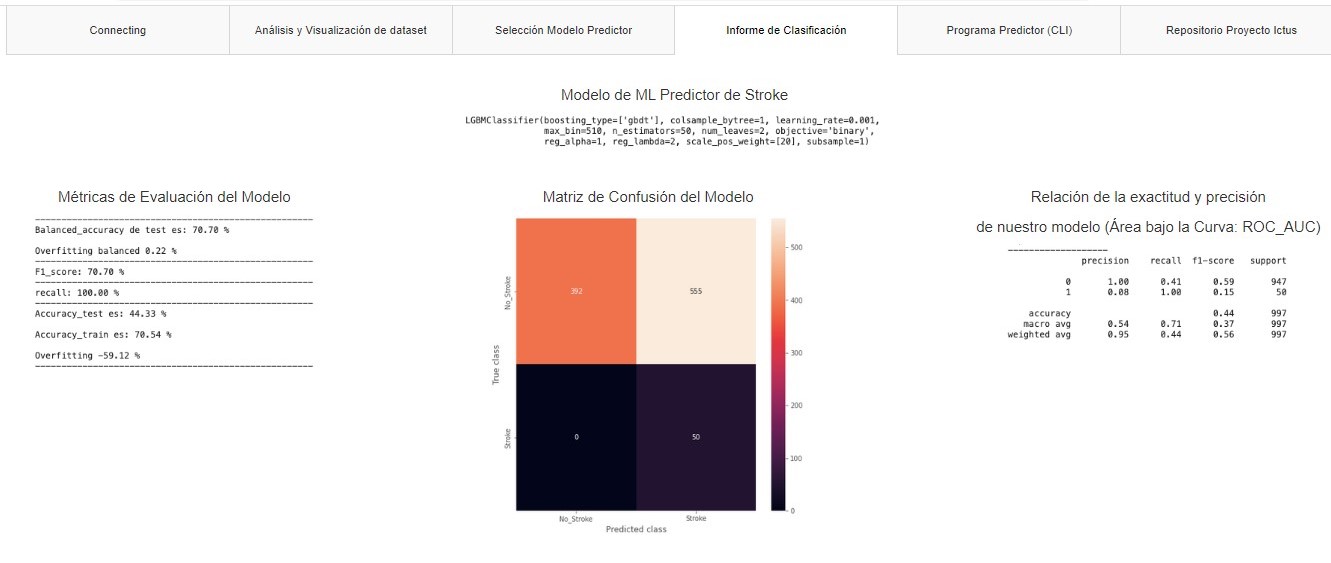 Connecting
Análisis y Visualización de dataset
Selección Modelo Predictor
Informe de Clasificación
Programa Predictor (CLI)
Repositorio Proyecto Ictus
Modelo de ML Predictor de Stroke
LGBMClassifier(boosting_type=['gbdt'], colsample_bytree=1, learning_rate=0.001,
max_bin=510, n_estimators=50, num_leaves=2, objective='binary',
reg_alpha=1, reg_lambda=2, scale_pos_weight=[20], subsample=1)
Métricas de Evaluación del Modelo
Balanced_accuracy de test es: 70.70 %
Overfitting balanced 0.22 %
F1_score: 70.70 %
recall: 100.00 %
Accuracy_test es: 44.33 %
Accuracy_train es: 70.54 %
Overfitting -59.12 %
Matriz de Confusión del Modelo
True class
No_Stroke
Stroke
392
555
0
50
No_Stroke
Stroke
Predicted class
500
400
300
200
100
0
Relación de la exactitud y precisión
de nuestro modelo (Área bajo la Curva: ROC_AUC)
precision recall f1-score support
0 1.00 0.41 0.59 947
1 0.08 1.00 0.15 50
accuracy 0.44 997
macro avg 0.54 0.71 0.37 997
weighted avg 0.95 0.44 0.56 997